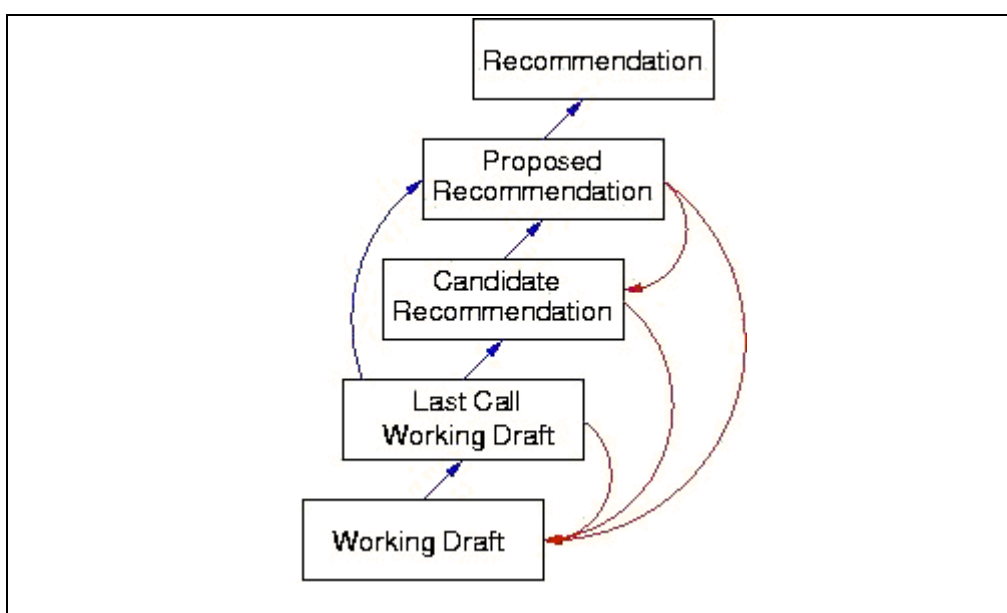 Recommendation
Proposed
Recommendation
Candidate
Recommendation
Last Call
Working Draft
Working Draft